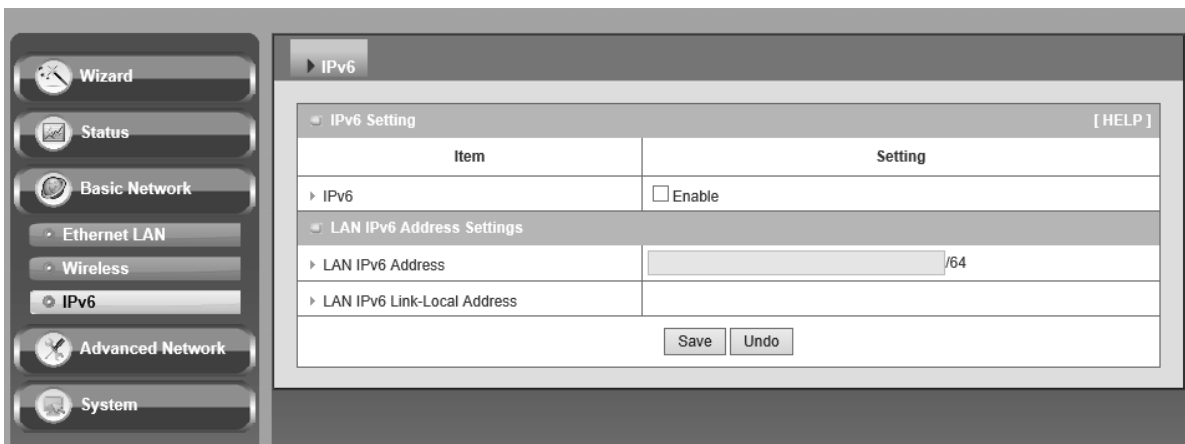 Wizard
Status
Basic Network
Ethernet LAN
Wireless
IPv6
Advanced Network
System
IPv6
IPv6 Setting [ HELP ]
Item Setting
IPv6 Enable
LAN IPv6 Address Settings
LAN IPv6 Address /64
LAN IPv6 Link-Local Address
Save Undo